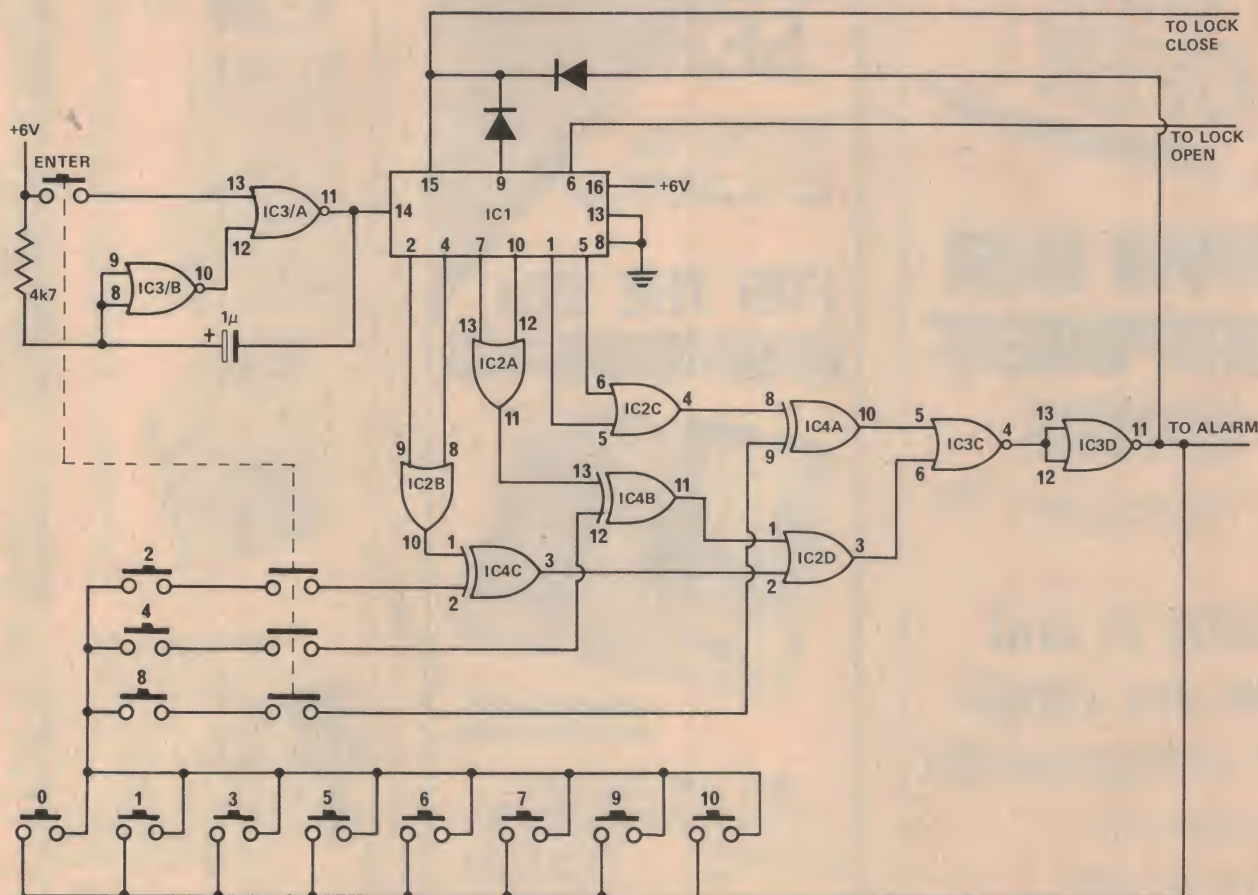 TO LOCK
CLOSE
+6V
ENTER
TO LOCK
OPEN
13
IC3/A
11
12
14
15
9
6
16
+6V
13
8
IC1
2
4
7
10
1
5
9
8
IC3/B
10
4k7
+
1µ
13
12
IC2A
11
6
5
IC2C
4
8
9
IC4A
10
5
6
IC3C
4
13
12
IC3D
11
TO ALARM
9
8
IC2B
10
13
12
IC4B
11
1
2
IC4C
3
1
2
IC2D
3
2
4
8
0
1
3
5
6
7
9
10